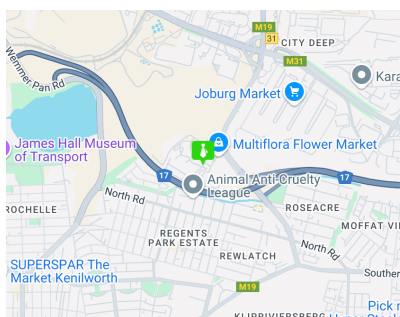 M19
31
CITY DEEP
M31
Wemmer Pan Rd
Kara
Joburg Market
James Hall Museum
of Transport
Multiflora Flower Market
17
Animal Anti-Cruelty
League
17
North Rd
ROCHELLE
ROSEACRE
REGENTS
PARK ESTATE
MOFFAT VI
North Rd
REWLATCH
SUPERSPAR The
Market Kenilworth
Southern
M19
Pick n
KLIPRIVIERSBERG